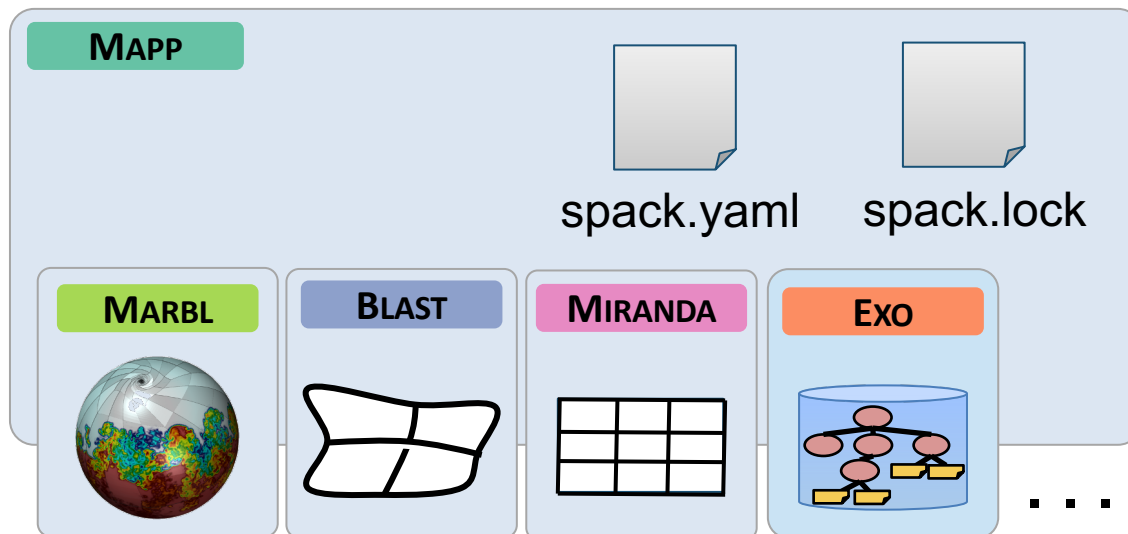 MAPP
spack.yaml
spack.lock
MARBL
BLAST
MIRANDA
EXO
. . .